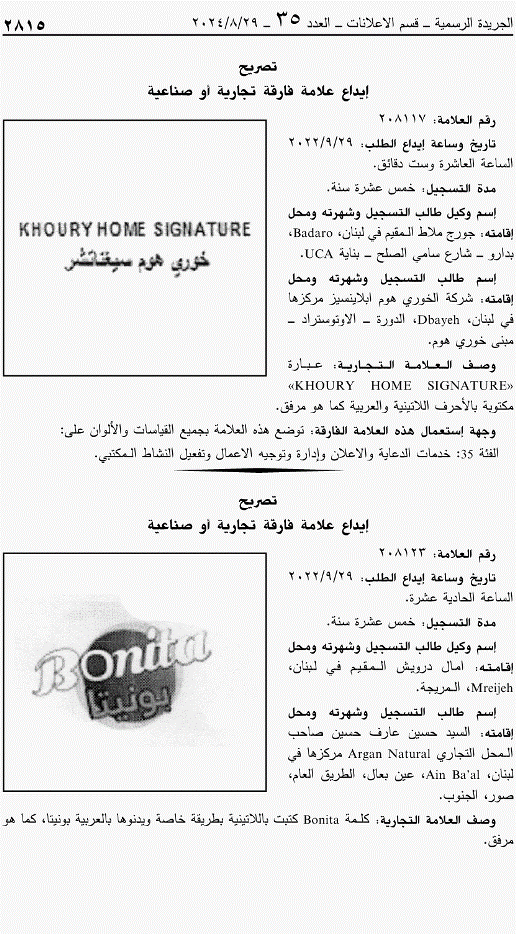 الجريدة الرسمية ــ قسم الاعلانات ــ العدد ٣٥ ــ ٢٠٢٤/٨/٢٩
٢٨١٥
تصريح
إيداع علامة فارقة تجارية أو صناعية
رقم العلامة: ٢٠٨١١٧
تاريخ وساعة إيداع الطلب: ٢٠٢٢/٩/٢٩
الساعة العاشرة وست دقائق.
مدة التسجيل: خمس عشرة سنة.
إسم وكيل طالب التسجيل وشهرته ومحل
إقامته: جورج ملاط المقيم في لبنان، Badaro،
بدارو ــ شارع سامي الصلح ــ بناية UCA.
إسم طالب التسجيل وشهرته ومحل
إقامته: شركة الخوري هوم ابلاينسيز مركزها
في لبنان، Dbayeh، الدورة ــ الاوتوستراد ــ
مبنى خوري هوم.
وصف العلامة التجارية: عبارة
«KHOURY HOME SIGNATURE»
مكتوبة بالأحرف اللاتينية والعربية كما هو مرفق.
KHOURY HOME SIGNATURE
خوري هوم سيغناتشر
وجهة إستعمال هذه العلامة الفارقة: توضع هذه العلامة بجميع القياسات والألوان على:
الفئة 35: خدمات الدعاية والاعلان وإدارة وتوجيه الاعمال وتفعيل النشاط المكتبي.
تصريح
إيداع علامة فارقة تجارية أو صناعية
رقم العلامة: ٢٠٨١٢٣
تاريخ وساعة إيداع الطلب: ٢٠٢٢/٩/٢٩
الساعة الحادية عشرة.
مدة التسجيل: خمس عشرة سنة.
إسم وكيل طالب التسجيل وشهرته ومحل
إقامته: امال درويش المقيم في لبنان،
Mreijeh، المريجة.
إسم طالب التسجيل وشهرته ومحل
إقامته: السيد حسين عارف حسين صاحب
المحل التجاري Argan Natural مركزها في
لبنان، Ain Ba'al، عين بعال، الطريق العام،
صور، الجنوب.
Bonita
بونيتا
وصف العلامة التجارية: كلمة Bonita كتبت باللاتينية بطريقة خاصة ويدنوها بالعربية بونيتا، كما هو
مرفق.